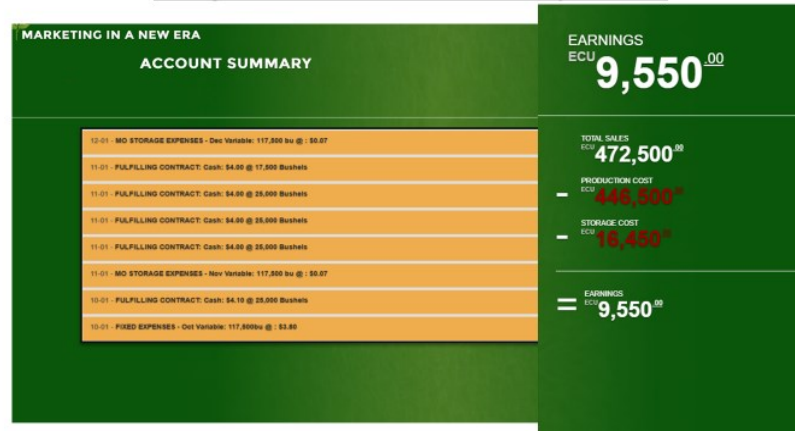 MARKETING IN A NEW ERA
ACCOUNT SUMMARY
12-01 - MO STORAGE EXPENSES - Dec Variable: 117,500 bu @ : $0.07
11-01 - FULFILLING CONTRACT: Cash: $4.00 @ 17,500 Bushels
11-01 - FULFILLING CONTRACT: Cash: $4.00 @ 25,000 Bushels
11-01 - FULFILLING CONTRACT: Cash: $4.00 @ 25,000 Bushels
11-01 - FULFILLING CONTRACT: Cash: $4.00 @ 25,000 Bushels
11-01 - MO STORAGE EXPENSES - Nov Variable: 117,500 bu @ : $0.07
10-01 - FULFILLING CONTRACT: Cash: $4.10 @ 25,000 Bushels
10-01 - FIXED EXPENSES - Oct Variable: 117,500bu @ : $3.80
EARNINGS
ECU 9,550.00
TOTAL SALES
ECU 472,500.00
PRODUCTION COST
- ECU 446,500.00
STORAGE COST
- ECU 16,450.00
EARNINGS
= ECU 9,550.00